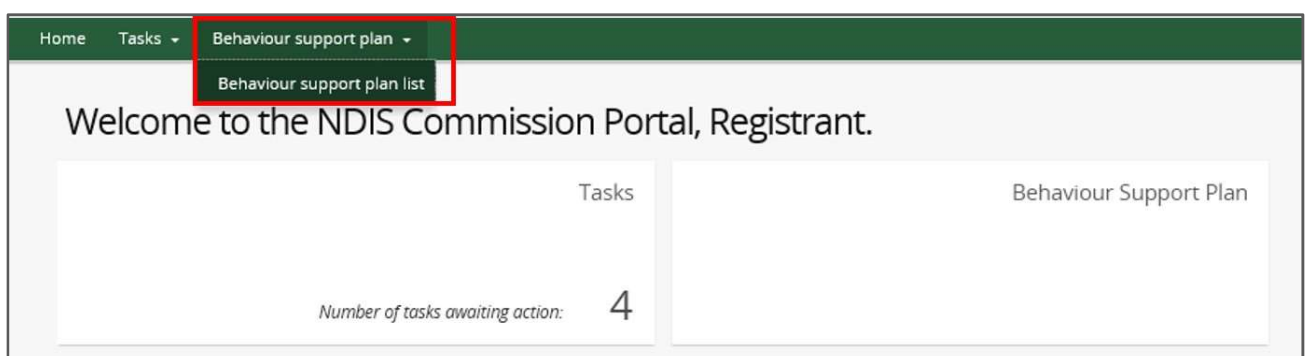 Home Tasks Behaviour support plan
Behaviour support plan list
Welcome to the NDIS Commission Portal, Registrant.
Tasks
Number of tasks awaiting action: 4
Behaviour Support Plan